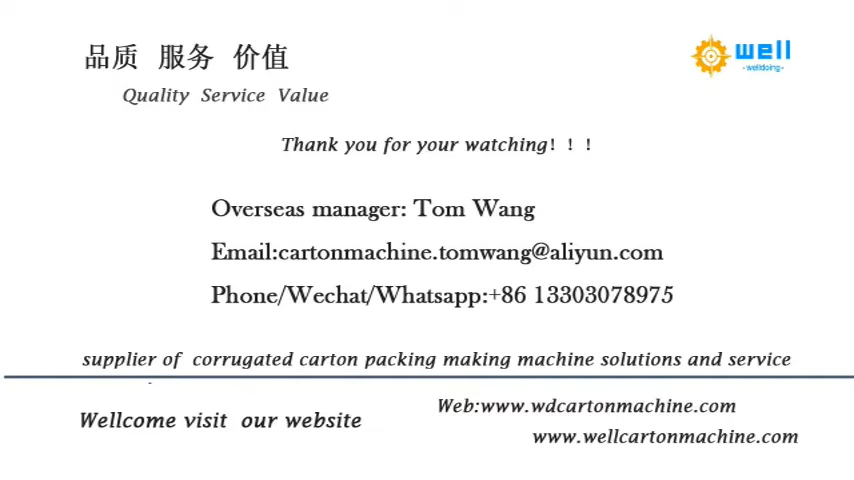 品质 服务 价值
well
-welldoing-
Quality Service Value
Thank you for your watching！！！
Overseas manager: Tom Wang
Email:cartonmachine.tomwang@aliyun.com
Phone/Wechat/Whatsapp:+86 13303078975
supplier of corrugated carton packing making machine solutions and service
Wellcome visit our website
Web:www.wdcartonmachine.com
www.wellcartonmachine.com